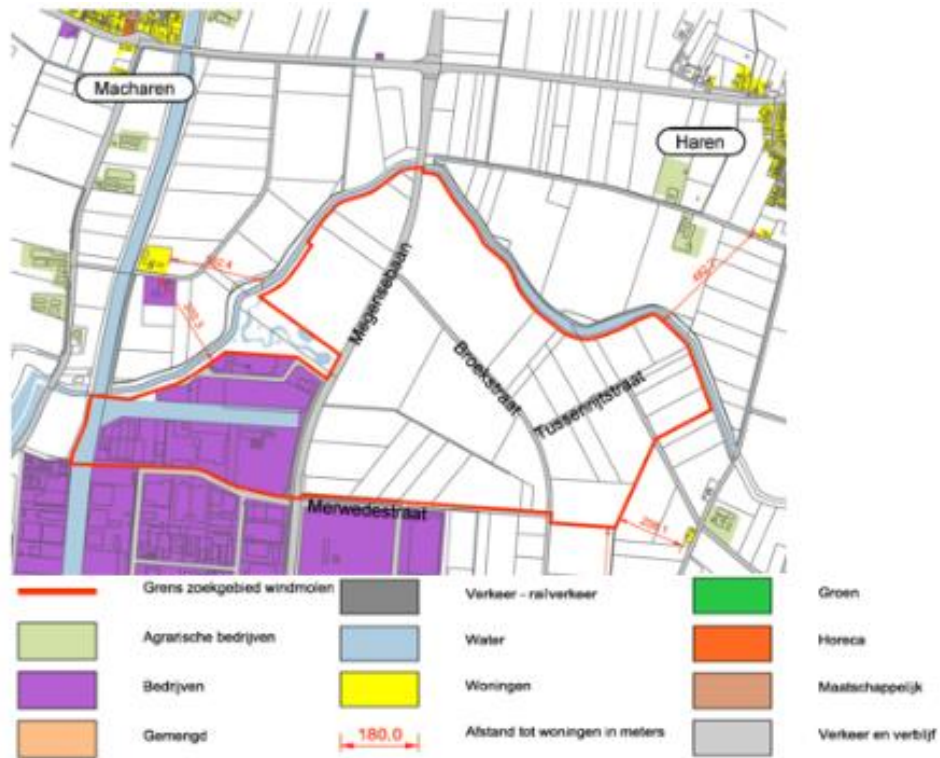 Macharen
Haren
Megensebaan
Broekstraat
Tussenrijtstraat
Merwedestraat
Grens zoekgebied windmolen
Verkeer - railverkeer
Groen
Agrarische bedrijven
Water
Horeca
Bedrijven
Woningen
Maatschappelijk
Gemengd
180.0
Afstand tot woningen in meters
Verkeer en verblijf